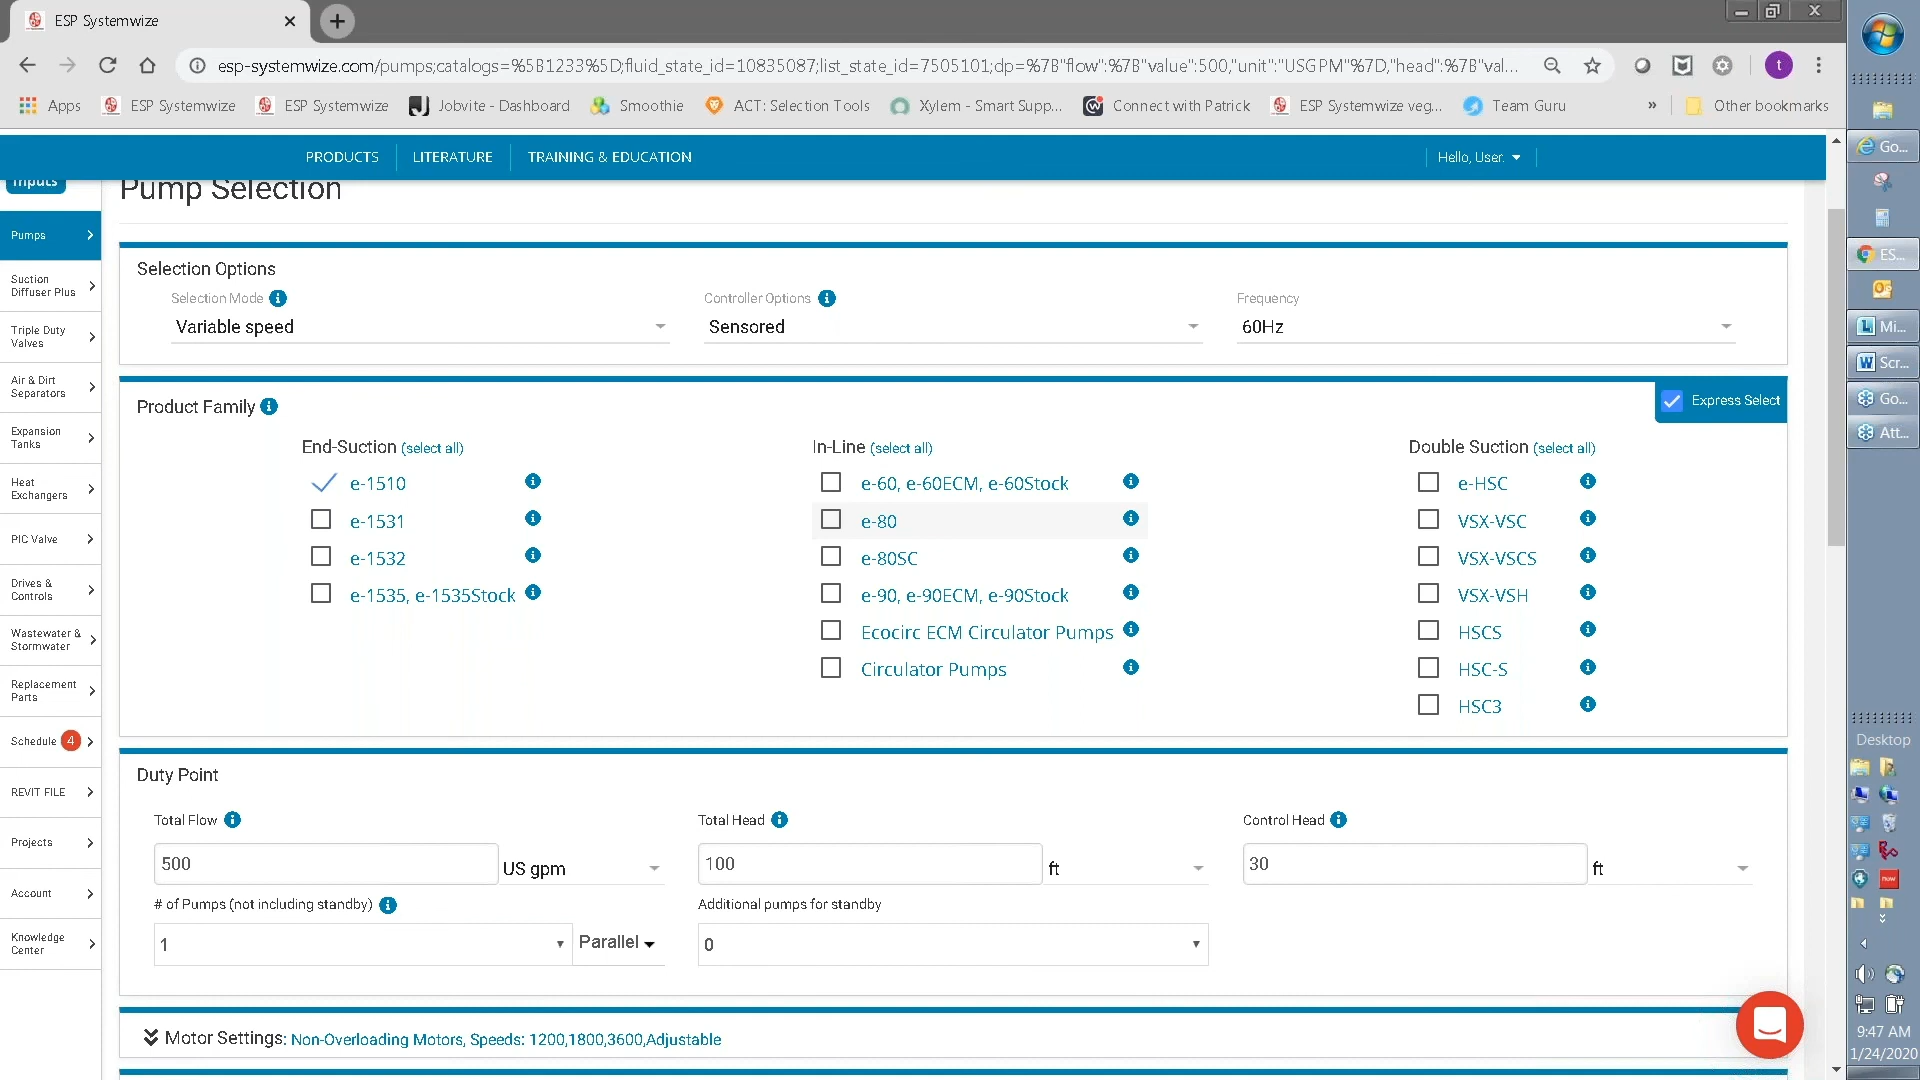 ESP Systemwize
esp-systemwize.com/pumps;catalogs=%5B1233%5D;fluid_state_id=10835087;list_state_id=7505101;dp=%7B"flow":%7B"value":500,"unit":"USGPM"%7D,"head":%7B"val...
t
Apps ESP Systemwize ESP Systemwize Jobvite - Dashboard Smoothie ACT: Selection Tools Xylem - Smart Supp... Connect with Patrick ESP Systemwize veg... Team Guru » Other bookmarks
PRODUCTS LITERATURE TRAINING & EDUCATION Hello, User.
Inputs
Pump Selection
Pumps
Suction
Diffuser Plus
Triple Duty
Valves
Air & Dirt
Separators
Expansion
Tanks
Heat
Exchangers
PIC Valve
Drives &
Controls
Wastewater &
Stormwater
Replacement
Parts
Schedule 4
REVIT FILE
Projects
Account
Knowledge
Center
Selection Options
Selection Mode Controller Options Frequency
Variable speed Sensored 60Hz
Product Family
Express Select
End-Suction (select all)
e-1510
e-1531
e-1532
e-1535, e-1535Stock
In-Line (select all)
e-60, e-60ECM, e-60Stock
e-80
e-80SC
e-90, e-90ECM, e-90Stock
Ecocirc ECM Circulator Pumps
Circulator Pumps
Double Suction (select all)
e-HSC
VSX-VSC
VSX-VSCS
VSX-VSH
HSCS
HSC-S
HSC3
Duty Point
Total Flow Total Head Control Head
500 US gpm 100 ft 30 ft
# of Pumps (not including standby) Additional pumps for standby
1 Parallel 0
Motor Settings: Non-Overloading Motors, Speeds: 1200,1800,3600,Adjustable
Go...
ES...
Mi...
Scr...
Go...
Att...
Desktop
9:47 AM
1/24/2020